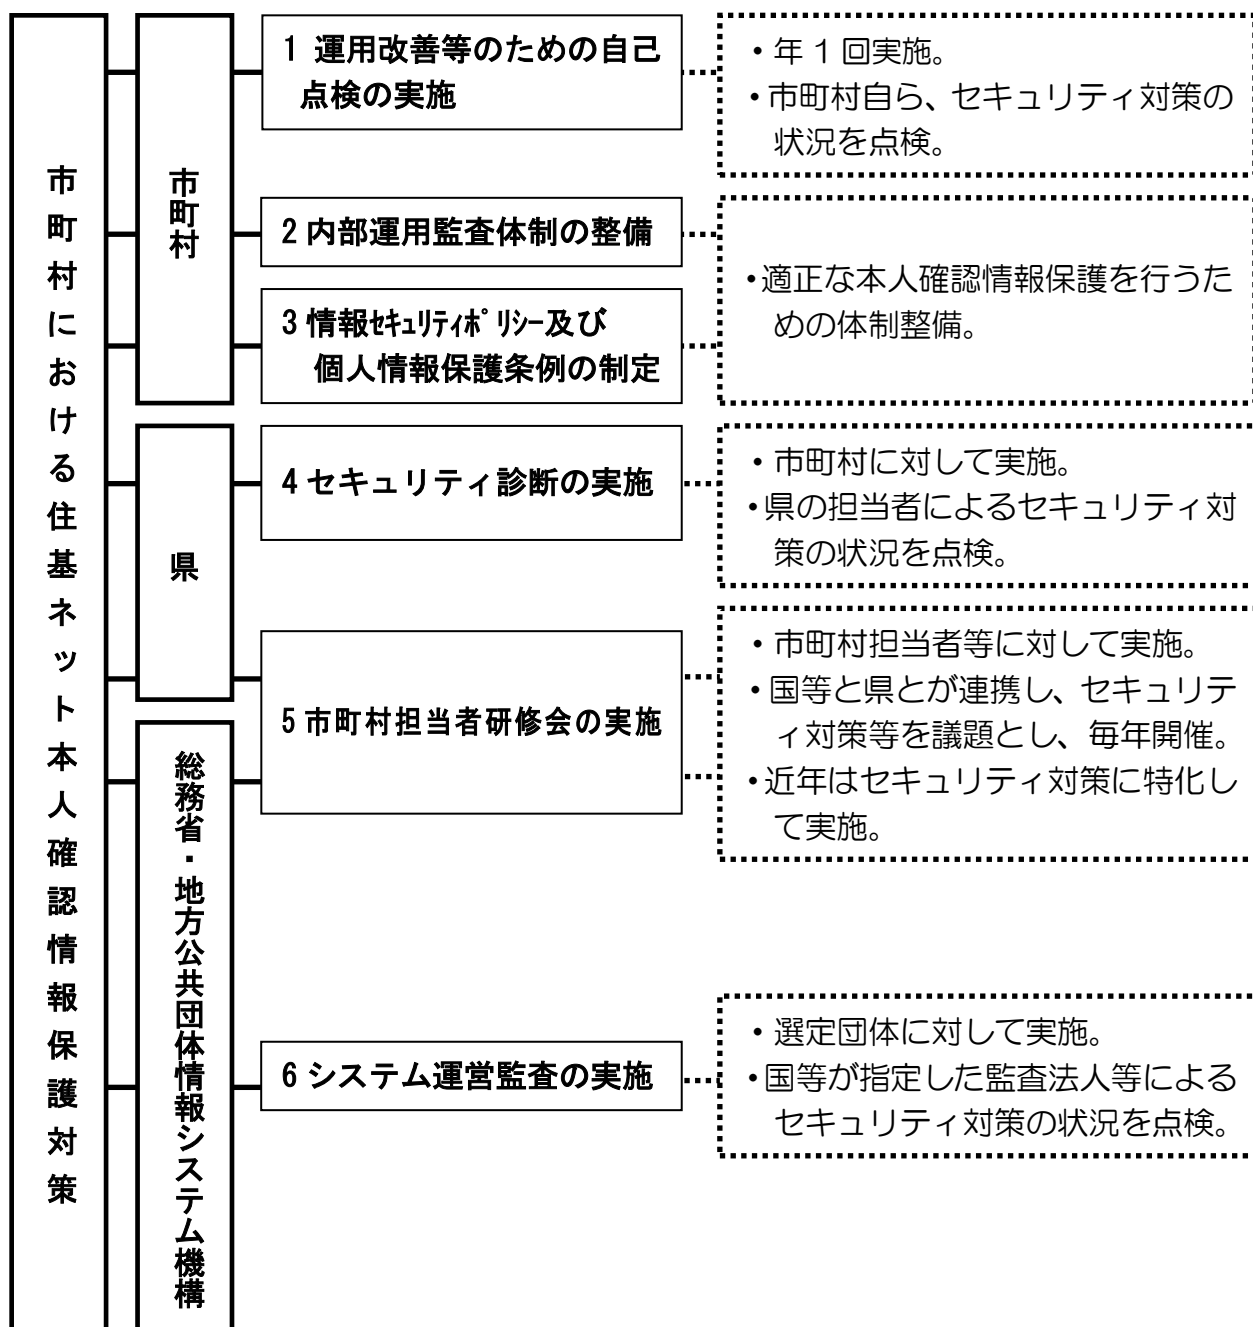 市町村における住基ネット本人確認情報保護対策
市町村
1 運用改善等のための自己
点検の実施
・年 1 回実施。
・市町村自ら、セキュリティ対策の
状況を点検。
2 内部運用監査体制の整備
3 情報ｾｷｭﾘﾃｨﾎﾟﾘｼｰ及び
個人情報保護条例の制定
・適正な本人確認情報保護を行うた
めの体制整備。
県
4 セキュリティ診断の実施
・市町村に対して実施。
・県の担当者によるセキュリティ対
策の状況を点検。
総務省・地方公共団体情報システム機構
5 市町村担当者研修会の実施
・市町村担当者等に対して実施。
・国等と県とが連携し、セキュリテ
ィ対策等を議題とし、毎年開催。
・近年はセキュリティ対策に特化し
て実施。
6 システム運営監査の実施
・選定団体に対して実施。
・国等が指定した監査法人等による
セキュリティ対策の状況を点検。